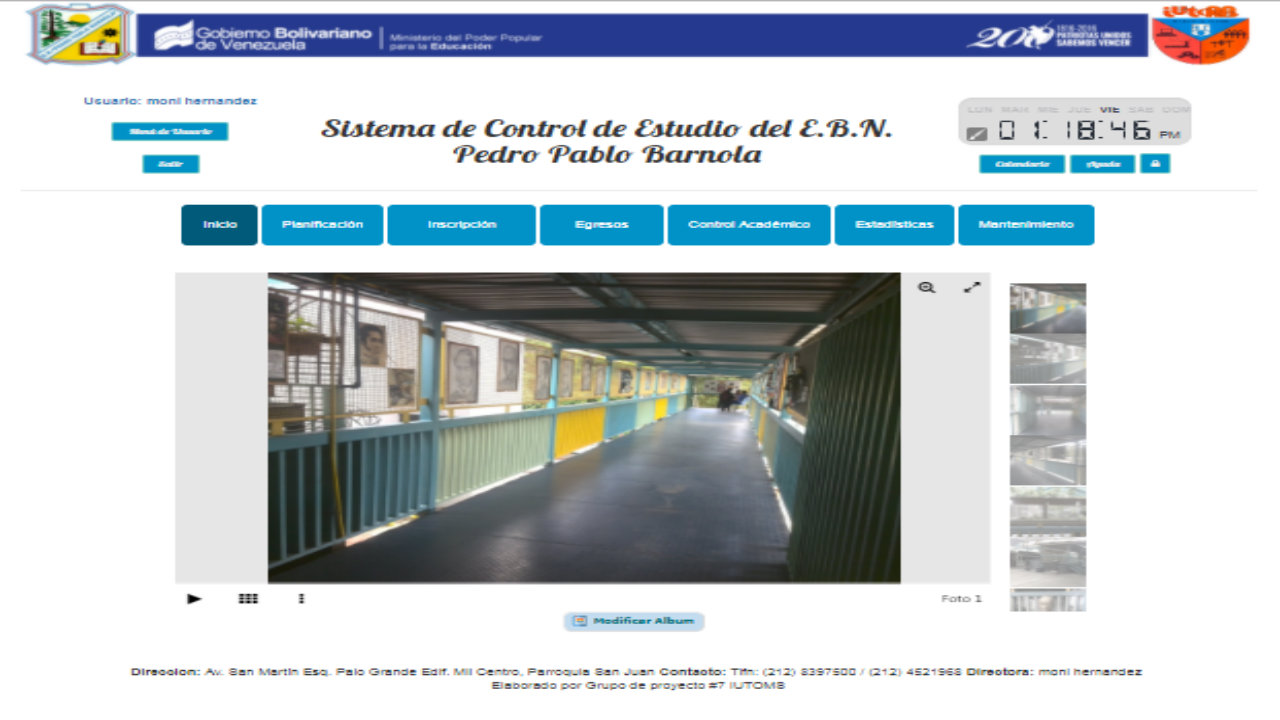 Gobierno Bolivariano
de Venezuela
Ministerio del Poder Popular
para la Educación
1816-2016
PATRIOTAS UNIDOS
SABEMOS VENCER
IUTOMS
Usuario: moni hernandez
Menú de Usuario
Salir
Sistema de Control de Estudio del E.B.N.
Pedro Pablo Barnola
LUN MAR MIE JUE VIE SAB DOM
01:18:46 PM
Calendario Ayuda
Inicio Planificación Inscripción Egresos Control Académico Estadísticas Mantenimiento
Foto 1
Modificar Album
Direccion: Av. San Martin Esq. Palo Grande Edif. Mil Centro, Parroquia San Juan Contacto: Tlfn: (212) 8397500 / (212) 4521968 Directora: moni hernandez
Elaborado por Grupo de proyecto #7 IUTOMS